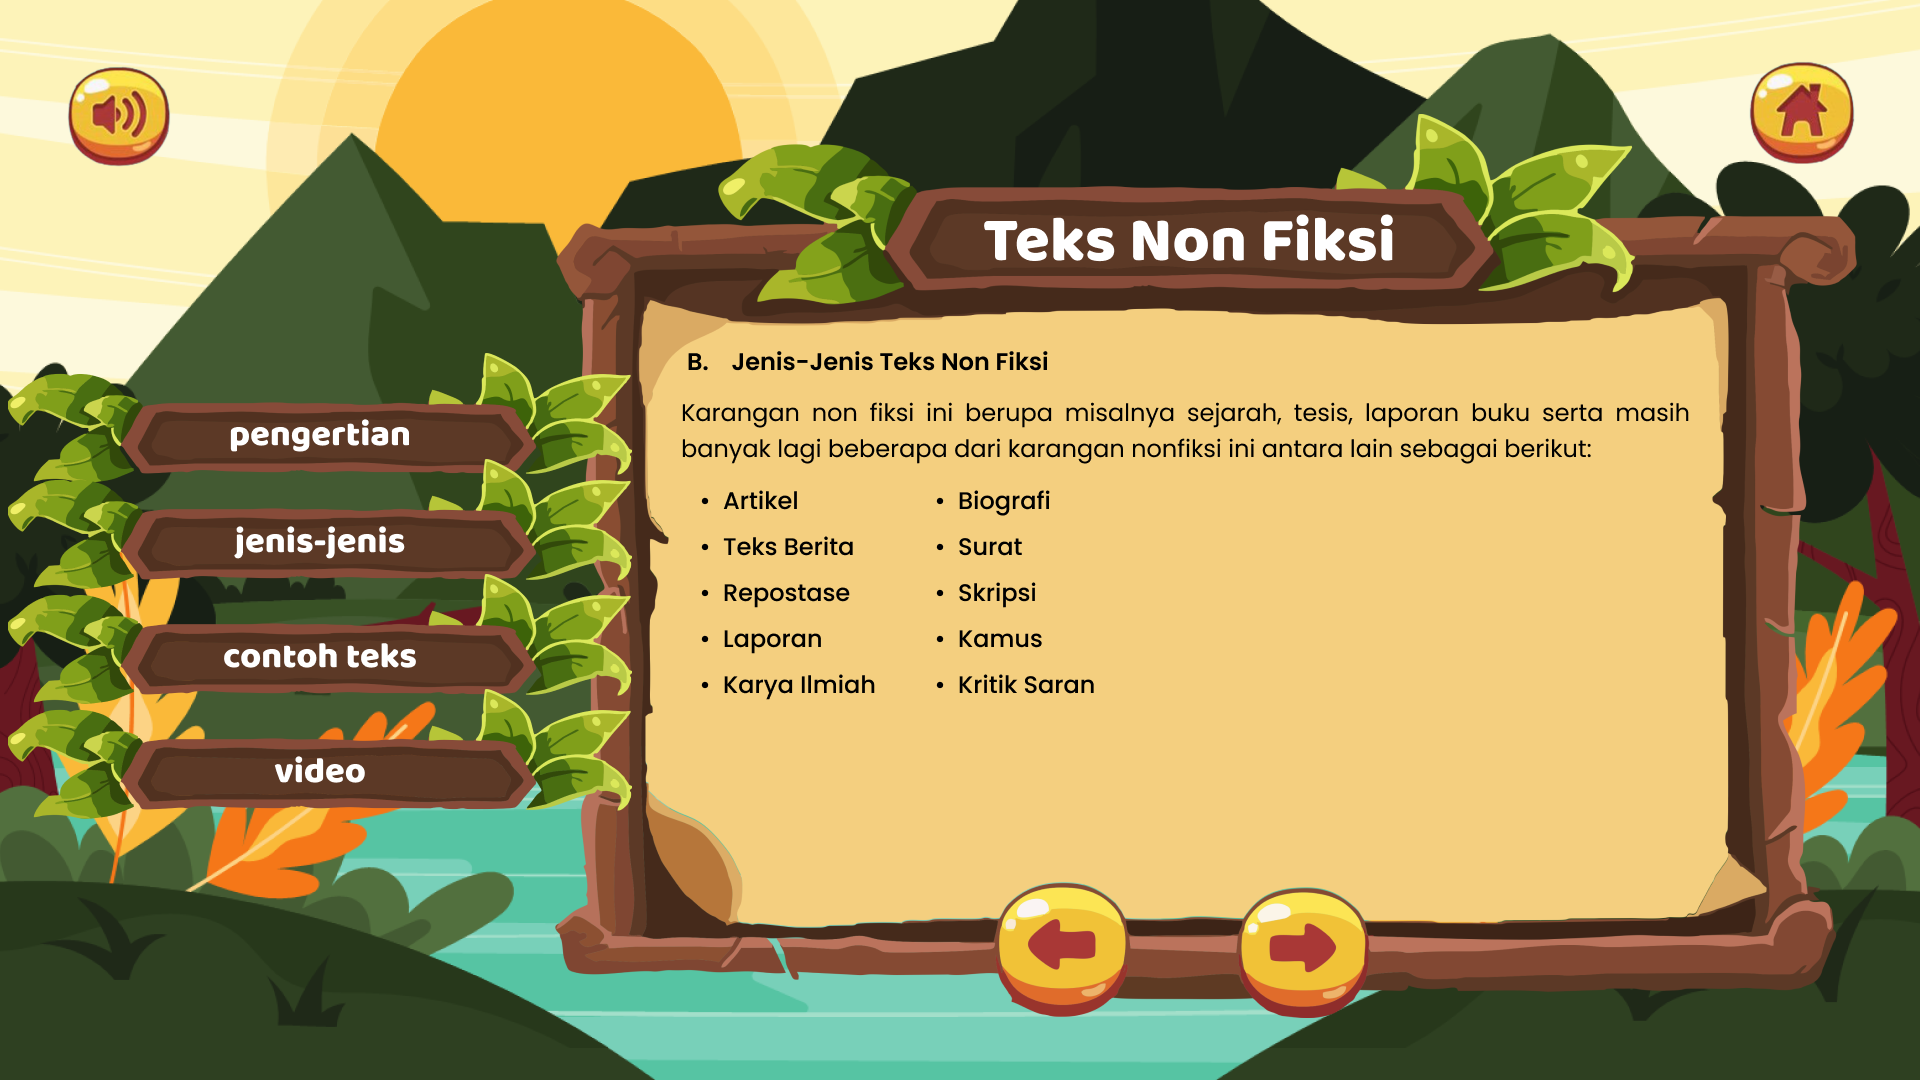 Teks Non Fiksi
pengertian
jenis-jenis
contoh teks
video
B. Jenis-Jenis Teks Non Fiksi
Karangan non fiksi ini berupa misalnya sejarah, tesis, laporan buku serta masih
banyak lagi beberapa dari karangan nonfiksi ini antara lain sebagai berikut:
• Artikel
• Teks Berita
• Repostase
• Laporan
• Karya Ilmiah
• Biografi
• Surat
• Skripsi
• Kamus
• Kritik Saran